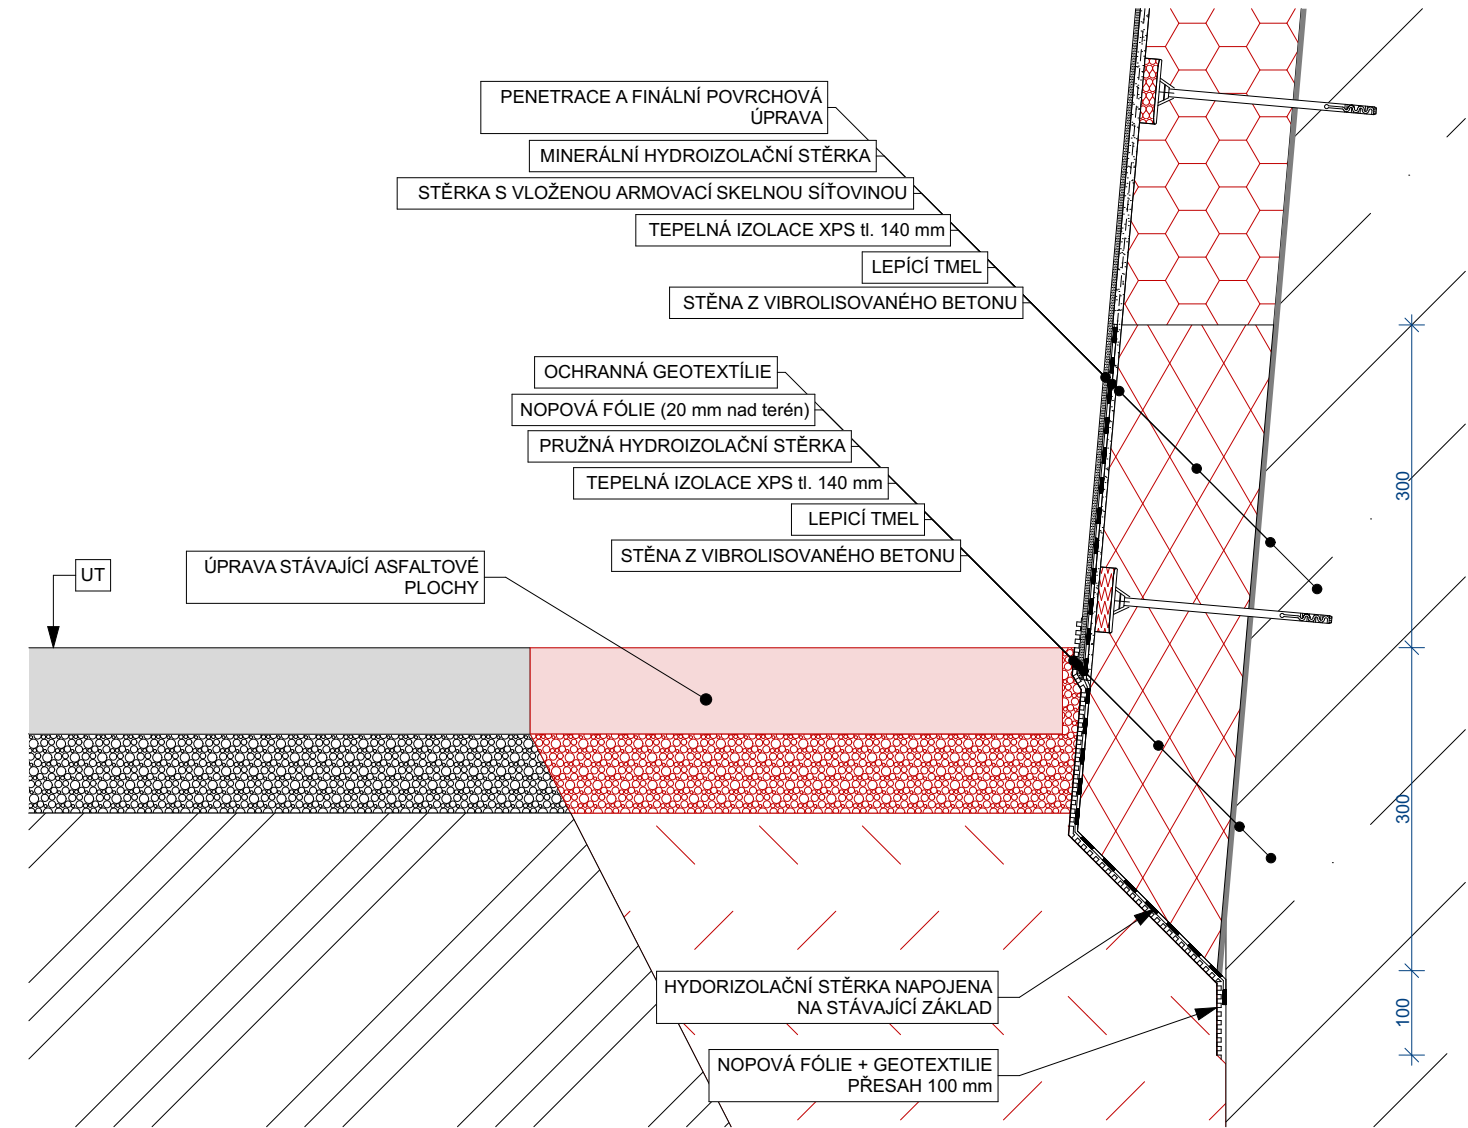 PENETRACE A FINÁLNÍ POVRCHOVÁ
ÚPRAVA
MINERÁLNÍ HYDROIZOLAČNÍ STĚRKA
STĚRKA S VLOŽENOU ARMOVACÍ SKELNOU SÍŤOVINOU
TEPELNÁ IZOLACE XPS tl. 140 mm
LEPÍCÍ TMEL
STĚNA Z VIBROLISOVANÉHO BETONU
OCHRANNÁ GEOTEXTÍLIE
NOPOVÁ FÓLIE (20 mm nad terén)
PRUŽNÁ HYDROIZOLAČNÍ STĚRKA
TEPELNÁ IZOLACE XPS tl. 140 mm
LEPICÍ TMEL
STĚNA Z VIBROLISOVANÉHO BETONU
UT
ÚPRAVA STÁVAJÍCÍ ASFALTOVÉ
PLOCHY
HYDORIZOLAČNÍ STĚRKA NAPOJENA
NA STÁVAJÍCÍ ZÁKLAD
NOPOVÁ FÓLIE + GEOTEXTILIE
PŘESAH 100 mm
300
300
100